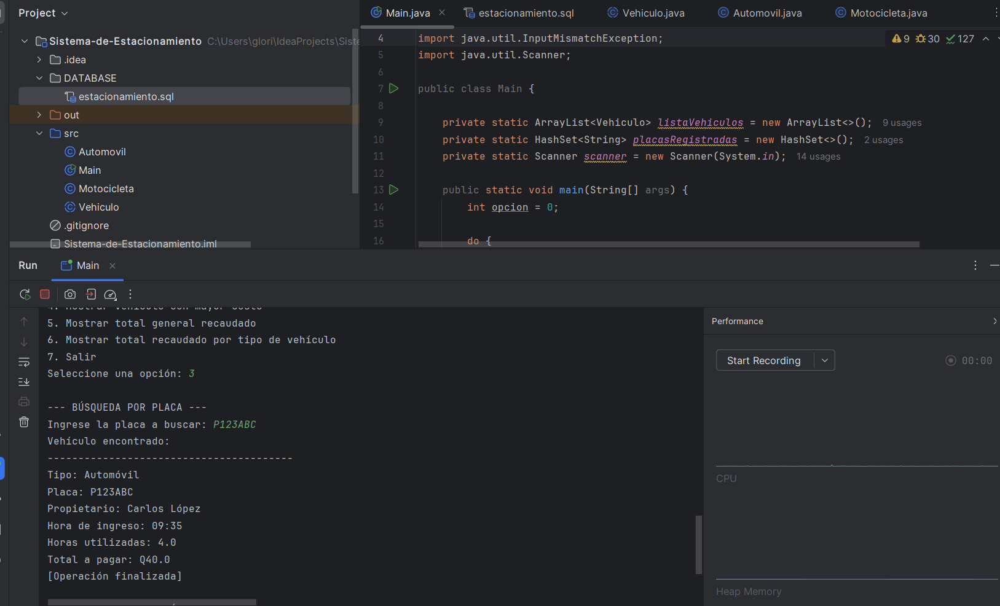 Project
Main.java
estacionamiento.sql
Vehiculo.java
Automovil.java
Motocicleta.java
Sistema-de-Estacionamiento C:\Users\glori\IdeaProjects\Siste
.idea
DATABASE
estacionamiento.sql
out
src
Automovil
Main
Motocicleta
Vehiculo
.gitignore
Sistema-de-Estacionamiento.iml
9 30 127
4 import java.util.InputMismatchException;
5 import java.util.Scanner;
6
7 public class Main {
8
9 private static ArrayList<Vehiculo> listaVehiculos = new ArrayList<>(); 9 usages
10 private static HashSet<String> placasRegistradas = new HashSet<>(); 2 usages
11 private static Scanner scanner = new Scanner(System.in); 14 usages
12
13 public static void main(String[] args) {
14 int opcion = 0;
15
16 do {
Run Main
4. Mostrar vehículo con mayor costo
5. Mostrar total general recaudado
6. Mostrar total recaudado por tipo de vehículo
7. Salir
Seleccione una opción: 3
--- BÚSQUEDA POR PLACA ---
Ingrese la placa a buscar: P123ABC
Vehículo encontrado:
----------------------------------------
Tipo: Automóvil
Placa: P123ABC
Propietario: Carlos López
Hora de ingreso: 09:35
Horas utilizadas: 4.0
Total a pagar: Q40.0
[Operación finalizada]
Performance
Start Recording
00:00
CPU
Heap Memory